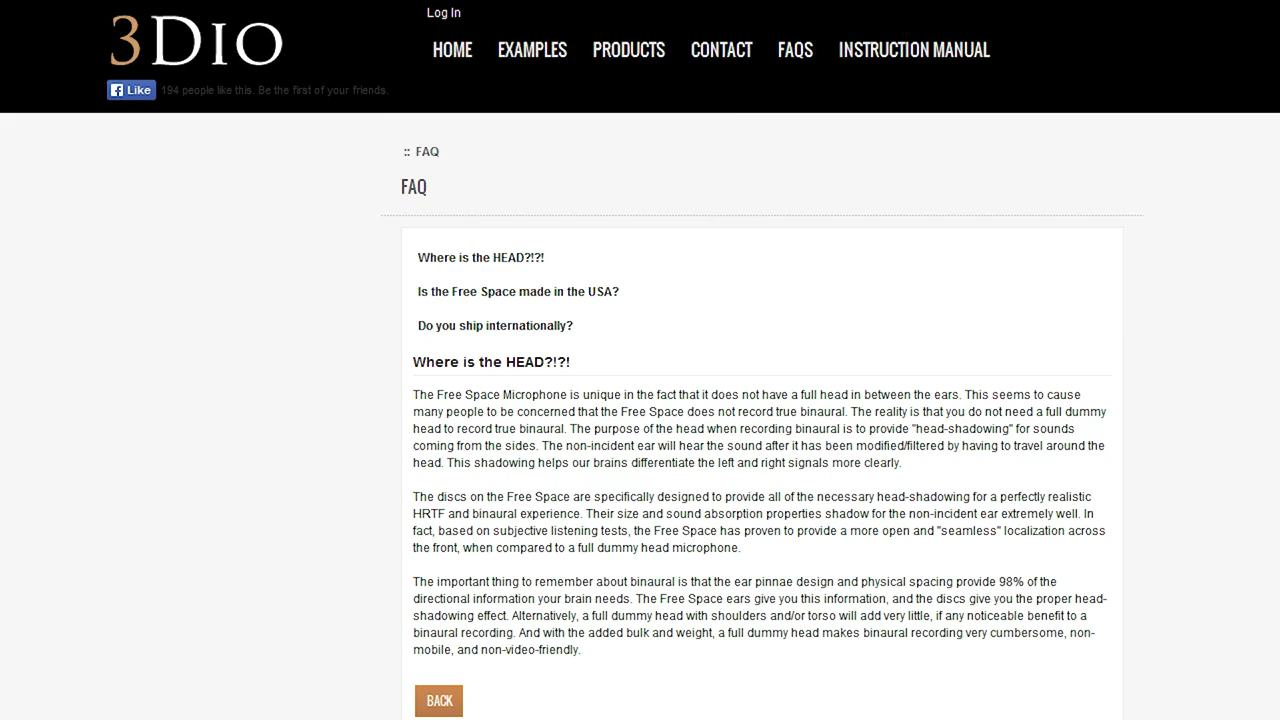 Log In
3DIO
HOME EXAMPLES PRODUCTS CONTACT FAQS INSTRUCTION MANUAL
Like 194 people like this. Be the first of your friends.
:: FAQ
FAQ
Where is the HEAD?!?!
Is the Free Space made in the USA?
Do you ship internationally?
Where is the HEAD?!?!
The Free Space Microphone is unique in the fact that it does not have a full head in between the ears. This seems to cause
many people to be concerned that the Free Space does not record true binaural. The reality is that you do not need a full dummy
head to record true binaural. The purpose of the head when recording binaural is to provide "head-shadowing" for sounds
coming from the sides. The non-incident ear will hear the sound after it has been modified/filtered by having to travel around the
head. This shadowing helps our brains differentiate the left and right signals more clearly.
The discs on the Free Space are specifically designed to provide all of the necessary head-shadowing for a perfectly realistic
HRTF and binaural experience. Their size and sound absorption properties shadow for the non-incident ear extremely well. In
fact, based on subjective listening tests, the Free Space has proven to provide a more open and "seamless" localization across
the front, when compared to a full dummy head microphone.
The important thing to remember about binaural is that the ear pinnae design and physical spacing provide 98% of the
directional information your brain needs. The Free Space ears give you this information, and the discs give you the proper head-
shadowing effect. Alternatively, a full dummy head with shoulders and/or torso will add very little, if any noticeable benefit to a
binaural recording. And with the added bulk and weight, a full dummy head makes binaural recording very cumbersome, non-
mobile, and non-video-friendly.
BACK